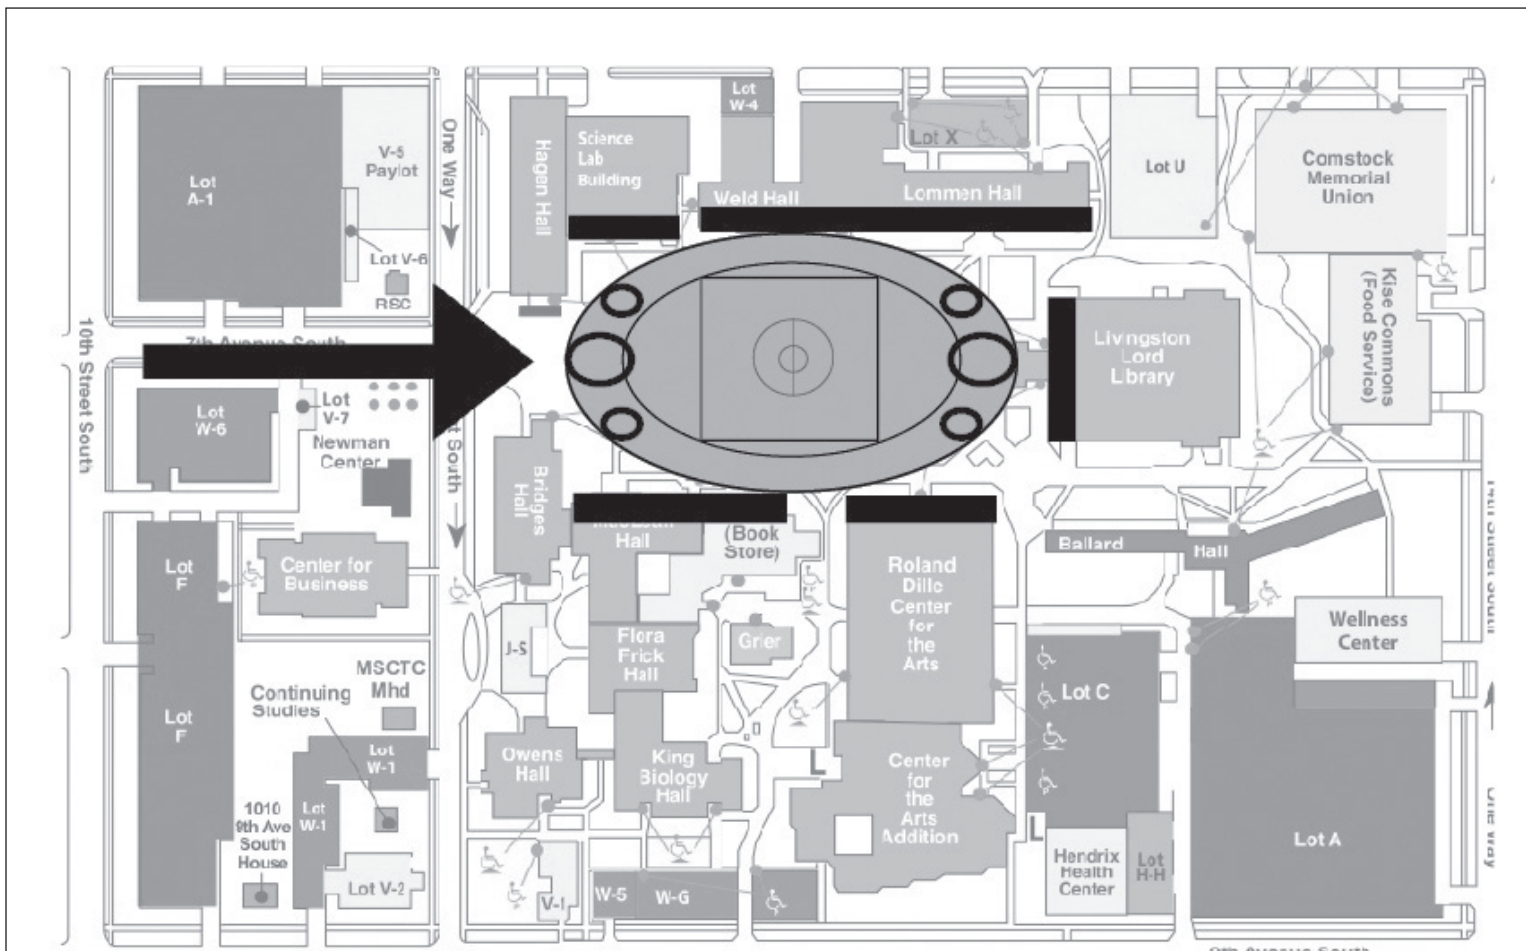 Lot
W-4
Lot
A-1
V-5
Paylot
One Way
Hagen Hall
Science
Lab
Building
Lot X
Weld Hall
Lommen Hall
Lot U
Comstock
Memorial
Union
Lot V-6
RSC
Kise Commons
(Food Service)
10th Street South
Livingston
Lord
Library
Lot
W-6
Lot
V-7
Newman
Center
South
Bridges
Hall
Hall
(Book
Store)
Ballard
Hall
Lot
F
Center for
Business
Roland
Dille
Center
for
the
Arts
Wellness
Center
Flora
Frick
Hall
Grier
J-S
MSCTC
Mhd
Continuing
Studies
Lot C
Lot
F
Lot
W-1
Owens
Hall
King
Biology
Hall
L
Center
for
the
Arts
Addition
1010
9th Ave
South
House
Lot
W-1
L
Lot A
One Way
Lot V-2
V-I
W-5
W-G
Hendrix
Health
Center
Lot
H-H